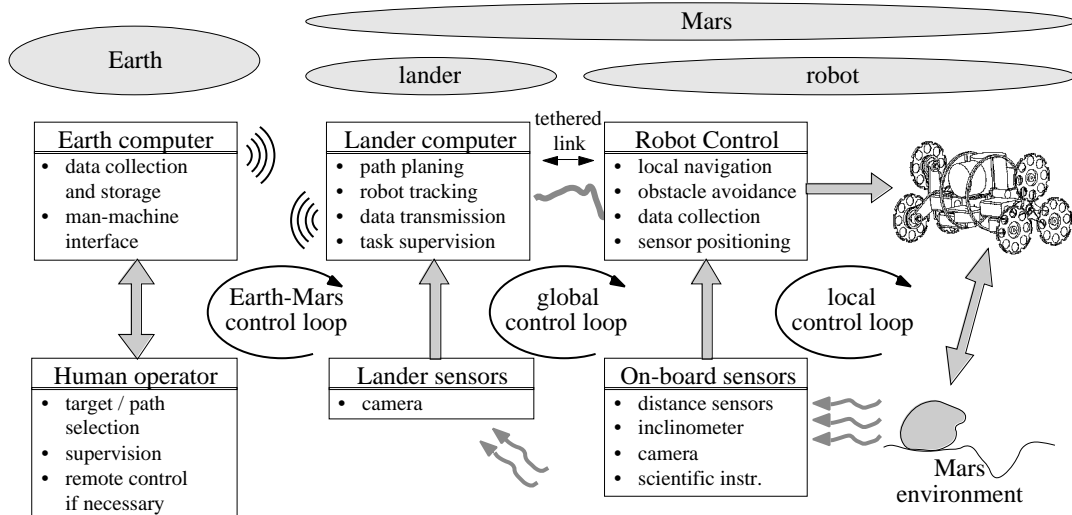 Mars
Earth
lander
robot
Earth computer
• data collection
and storage
• man-machine
interface
Lander computer
• path planing
• robot tracking
• data transmission
• task supervision
tethered
link
Robot Control
• local navigation
• obstacle avoidance
• data collection
• sensor positioning
Earth-Mars
control loop
global
control loop
local
control loop
Human operator
• target / path
selection
• supervision
• remote control
if necessary
Lander sensors
• camera
On-board sensors
• distance sensors
• inclinometer
• camera
• scientific instr.
Mars
environment